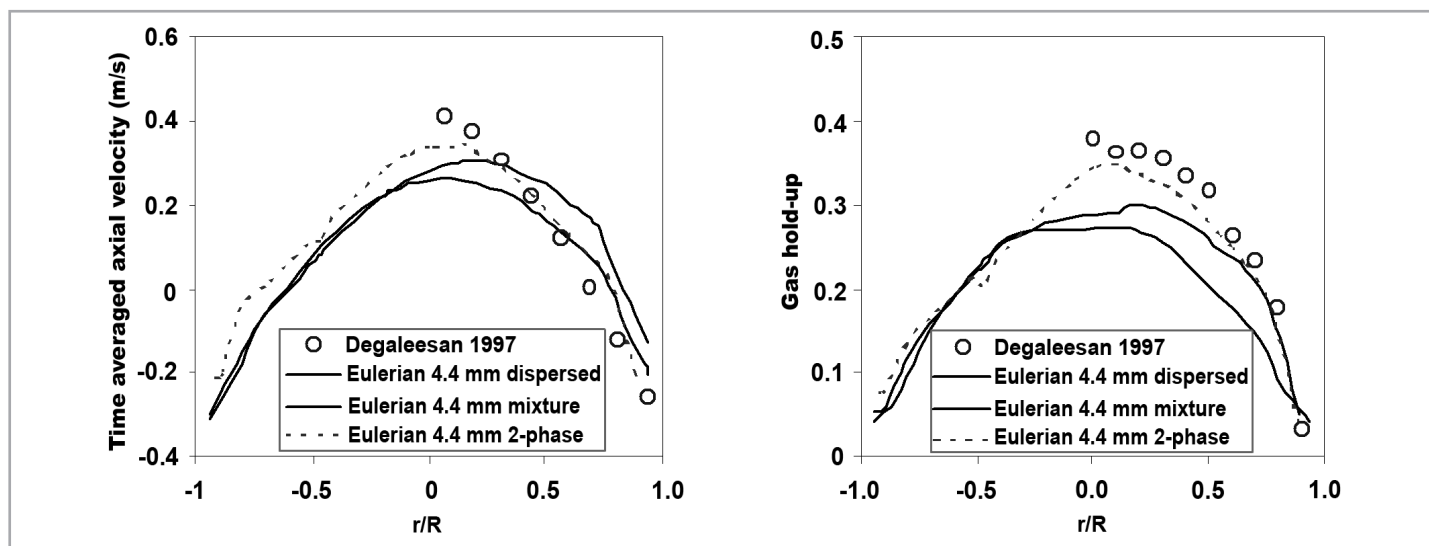 Time averaged axial velocity (m/s)
0.6
0.4
0.2
0
-0.2
-0.4
-1
-0.5
0
0.5
1.0
r/R
Degaleesan 1997
Eulerian 4.4 mm dispersed
Eulerian 4.4 mm mixture
Eulerian 4.4 mm 2-phase
Gas hold-up
0.5
0.4
0.3
0.2
0.1
0
-1.0
-0.5
0.0
0.5
1.0
r/R
Degaleesan 1997
Eulerian 4.4 mm dispersed
Eulerian 4.4 mm mixture
Eulerian 4.4 mm 2-phase